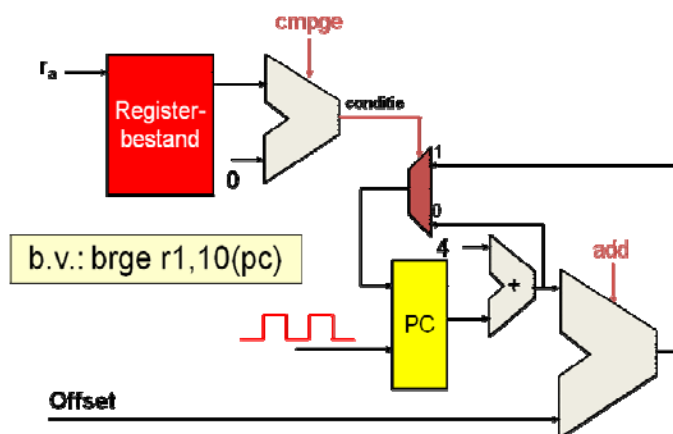 cmpge
ra
Register-
bestand
conditie
0
1
0
b.v.: brge r1,10(pc)
4
+
add
PC
Offset